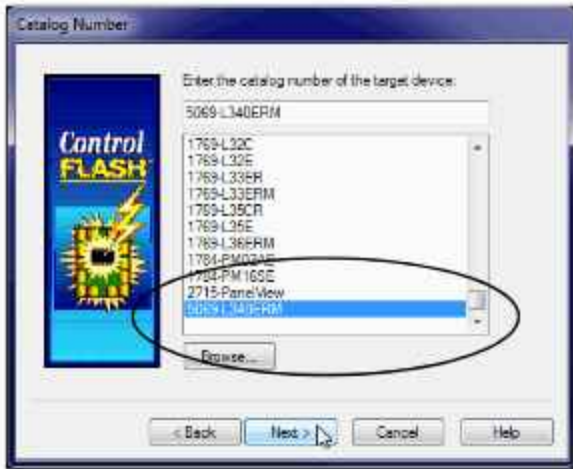 Catalog Number
Enter the catalog number of the target device:
5069-L340ERM
Control
FLASH
1769-L32C
1769-L32E
1769-L33ER
1769-L33ERM
1769-L35CR
1769-L35E
1769-L36ERM
1784-PM02AE
1784-PM16SE
2715-PanelView
5069-L340ERM
Browse...
< Back
Next >
Cancel
Help